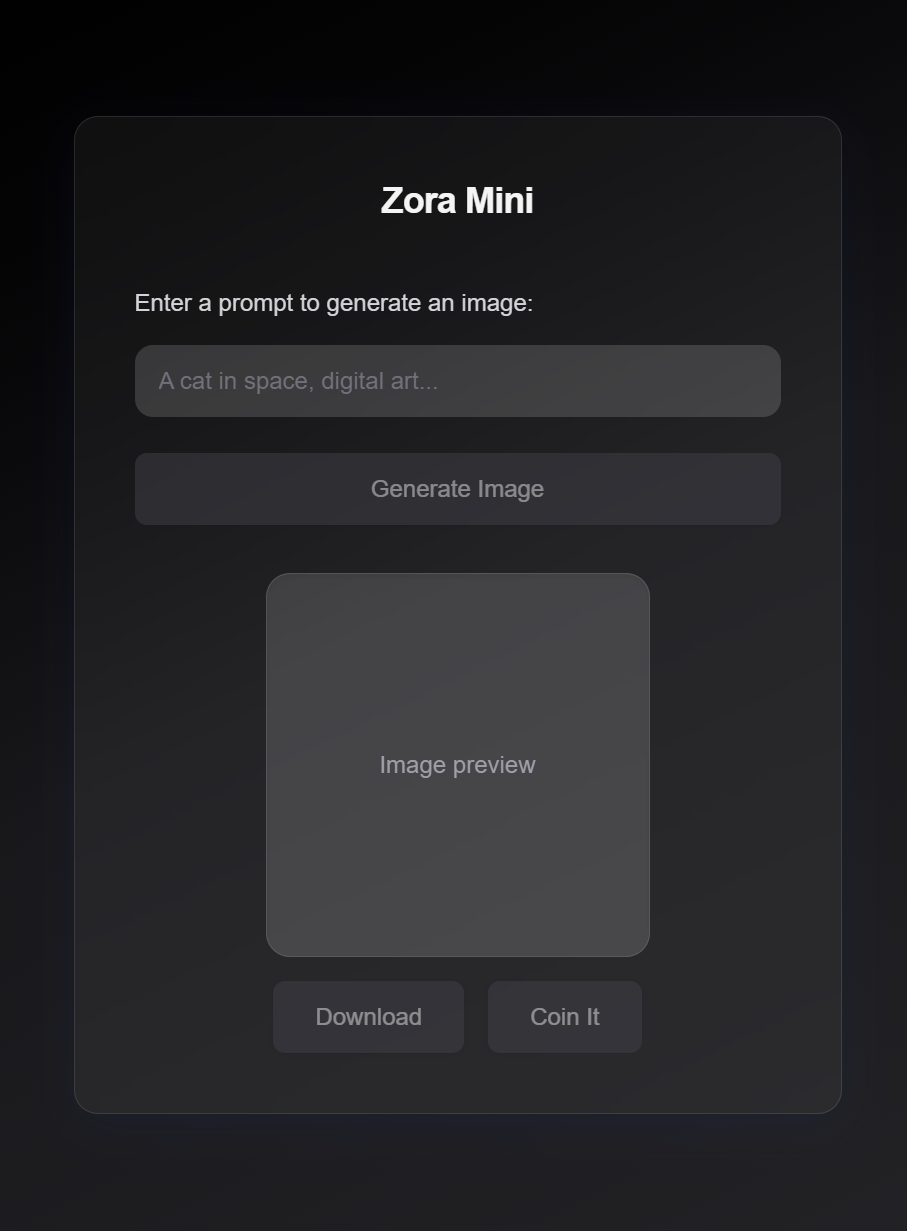 Zora Mini
Enter a prompt to generate an image:
A cat in space, digital art...
Generate Image
Image preview
Download
Coin It